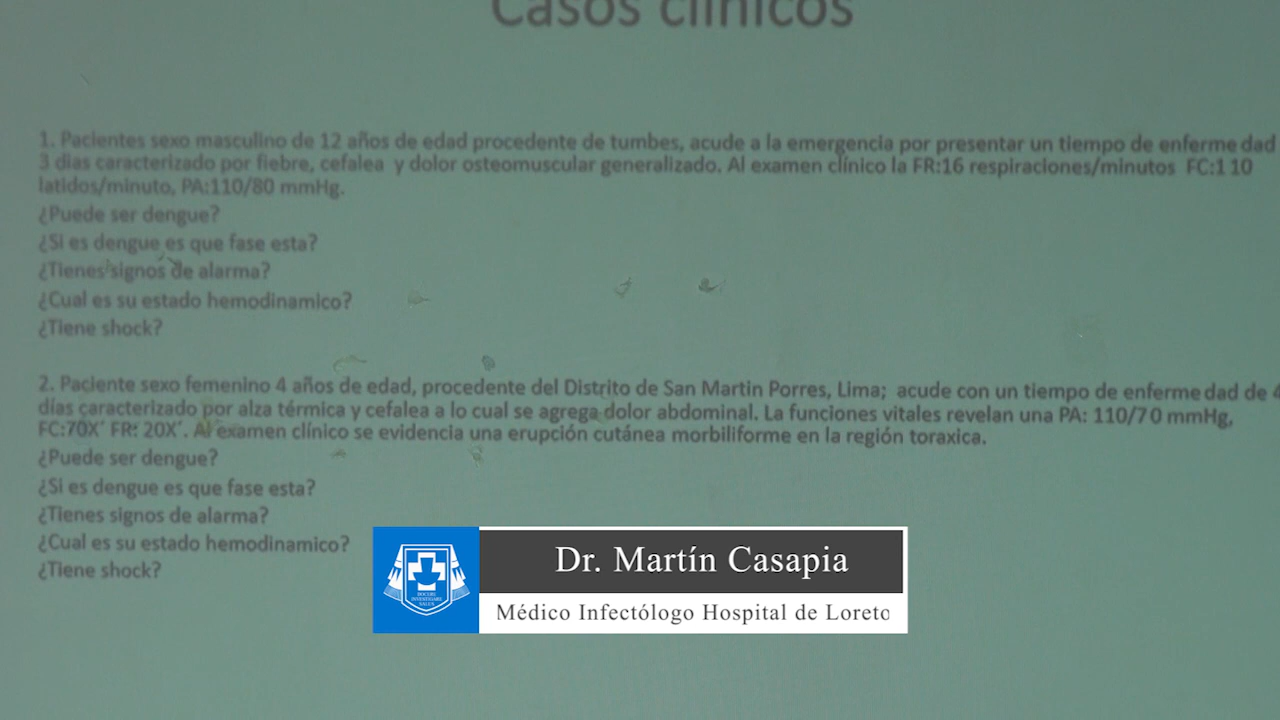 Casos clínicos
1. Pacientes sexo masculino de 12 años de edad procedente de tumbes, acude a la emergencia por presentar un tiempo de enfermedad
3 dias caracterizado por fiebre, cefalea y dolor osteomuscular generalizado. Al examen clínico la FR:16 respiraciones/minutos FC:110
latidos/minuto, PA:110/80 mmHg.
¿Puede ser dengue?
¿Si es dengue es que fase esta?
¿Tienes signos de alarma?
¿Cual es su estado hemodinamico?
¿Tiene shock?
2. Paciente sexo femenino 4 años de edad, procedente del Distrito de San Martin Porres, Lima; acude con un tiempo de enfermedad de 4
días caracterizado por alza térmica y cefalea a lo cual se agrega dolor abdominal. La funciones vitales revelan una PA: 110/70 mmHg,
FC:70X´ FR: 20X´. Al examen clínico se evidencia una erupción cutánea morbiliforme en la región toraxica.
¿Puede ser dengue?
¿Si es dengue es que fase esta?
¿Tienes signos de alarma?
¿Cual es su estado hemodinamico?
¿Tiene shock?
Dr. Martín Casapia
Médico Infectólogo Hospital de Loreto